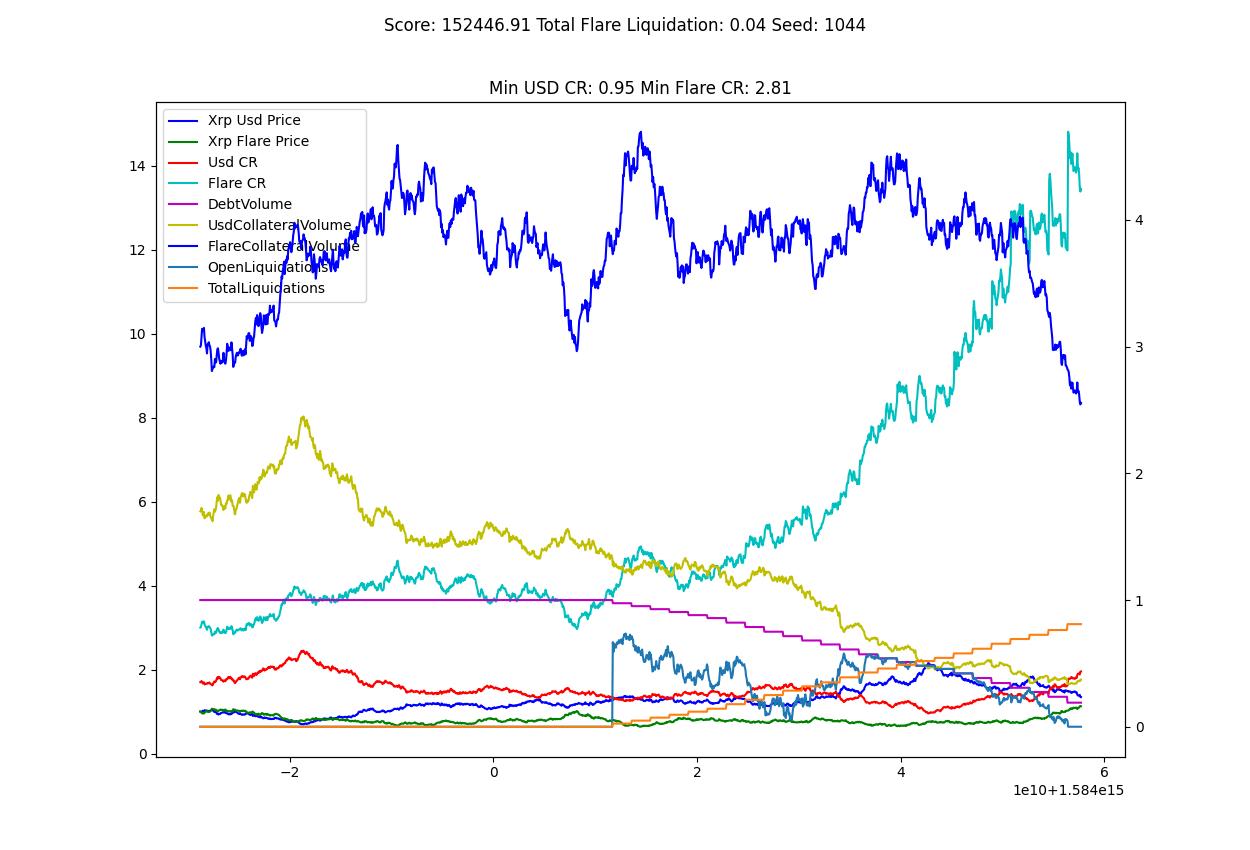 Score: 152446.91 Total Flare Liquidation: 0.04 Seed: 1044
Min USD CR: 0.95 Min Flare CR: 2.81
Xrp Usd Price
Xrp Flare Price
Usd CR
Flare CR
DebtVolume
UsdCollateralVolume
FlareCollateralVolume
OpenLiquidations
TotalLiquidations
14
12
10
8
6
4
2
0
4
3
2
1
0
−2
0
2
4
6
1e10+1.584e15